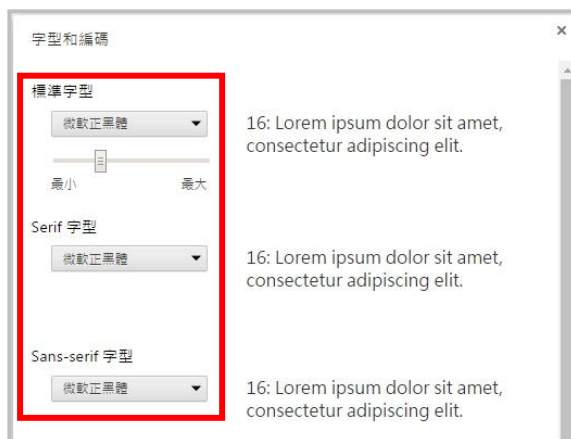 字型和編碼
×
標準字型
微軟正黑體
16: Lorem ipsum dolor sit amet,
consectetur adipiscing elit.
最小
最大
Serif 字型
微軟正黑體
16: Lorem ipsum dolor sit amet,
consectetur adipiscing elit.
Sans-serif 字型
微軟正黑體
16: Lorem ipsum dolor sit amet,
consectetur adipiscing elit.